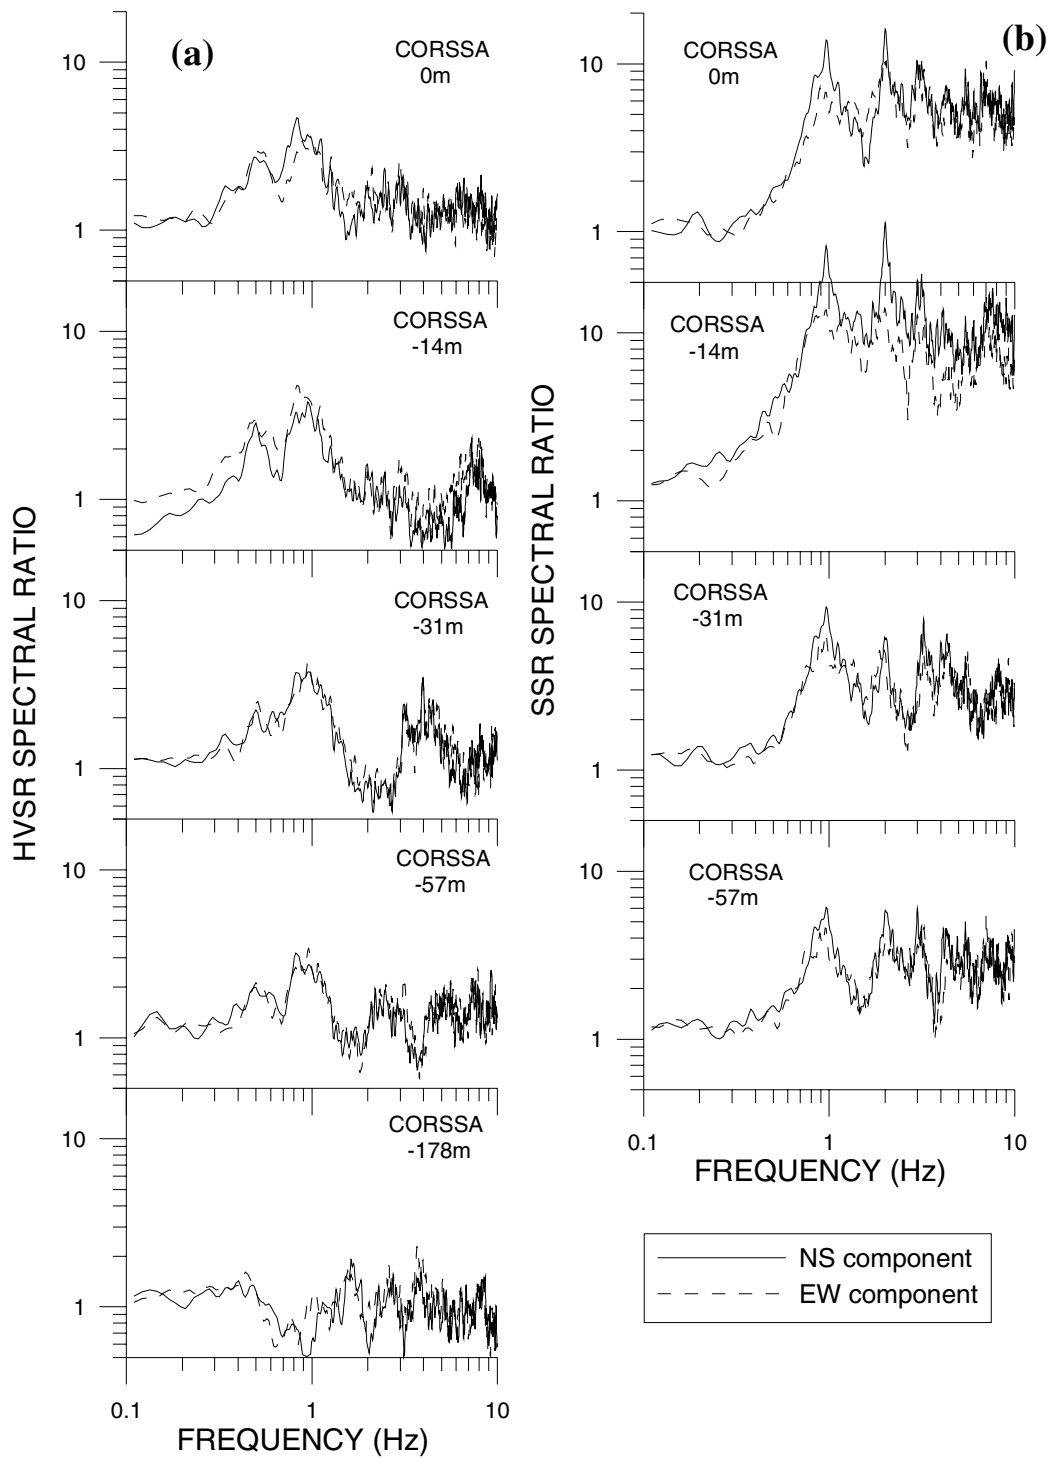 (a)
HVSR SPECTRAL RATIO
CORSSA
0m
10
1
CORSSA
-14m
10
1
CORSSA
-31m
10
1
CORSSA
-57m
10
1
CORSSA
-178m
10
1
0.1 1 10
FREQUENCY (Hz)
(b)
SSR SPECTRAL RATIO
CORSSA
0m
10
1
CORSSA
-14m
10
1
CORSSA
-31m
10
1
CORSSA
-57m
10
1
0.1 1 10
FREQUENCY (Hz)
NS component
EW component